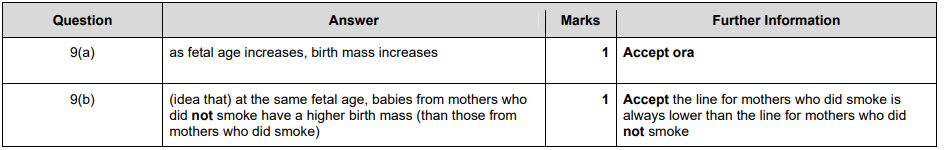 Question Answer Marks Further Information
9(a) as fetal age increases, birth mass increases 1 Accept ora
9(b) (idea that) at the same fetal age, babies from mothers who 1 Accept the line for mothers who did smoke is
did not smoke have a higher birth mass (than those from always lower than the line for mothers who did
mothers who did smoke) not smoke